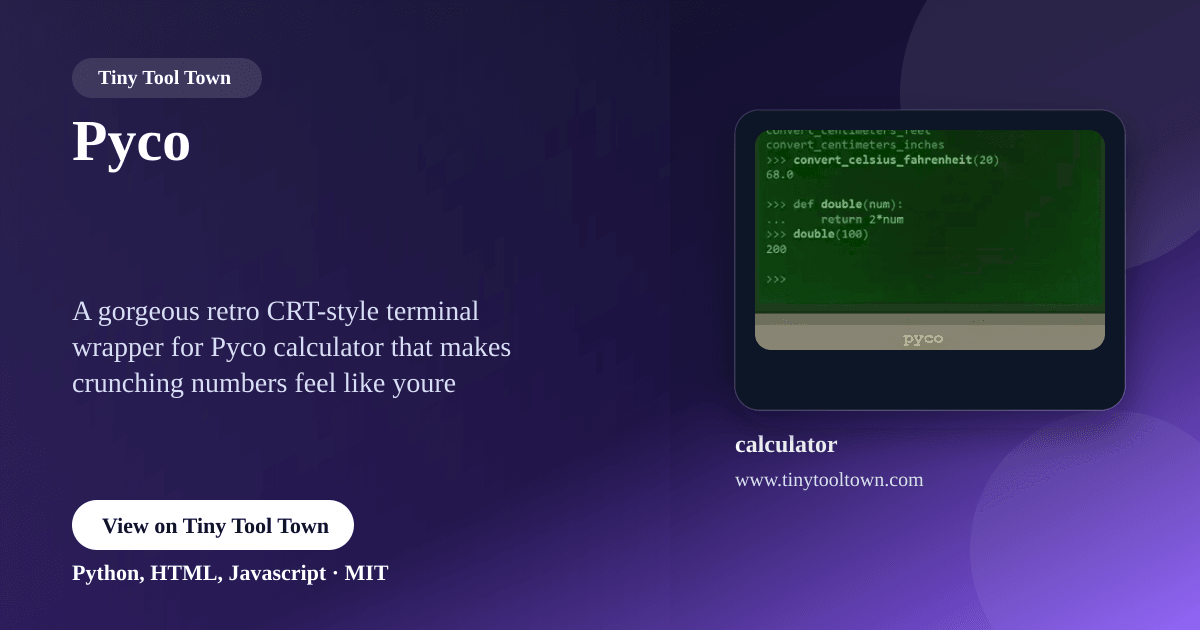 Tiny Tool Town
Pyco
A gorgeous retro CRT-style terminal
wrapper for Pyco calculator that makes
crunching numbers feel like youre
View on Tiny Tool Town
Python, HTML, Javascript · MIT
convert_centimeters_feet
convert_centimeters_inches
>>> convert_celsius_fahrenheit(20)
68.0
>>> def double(num):
...     return 2*num
>>> double(100)
200
>>>
pyco
calculator
www.tinytooltown.com